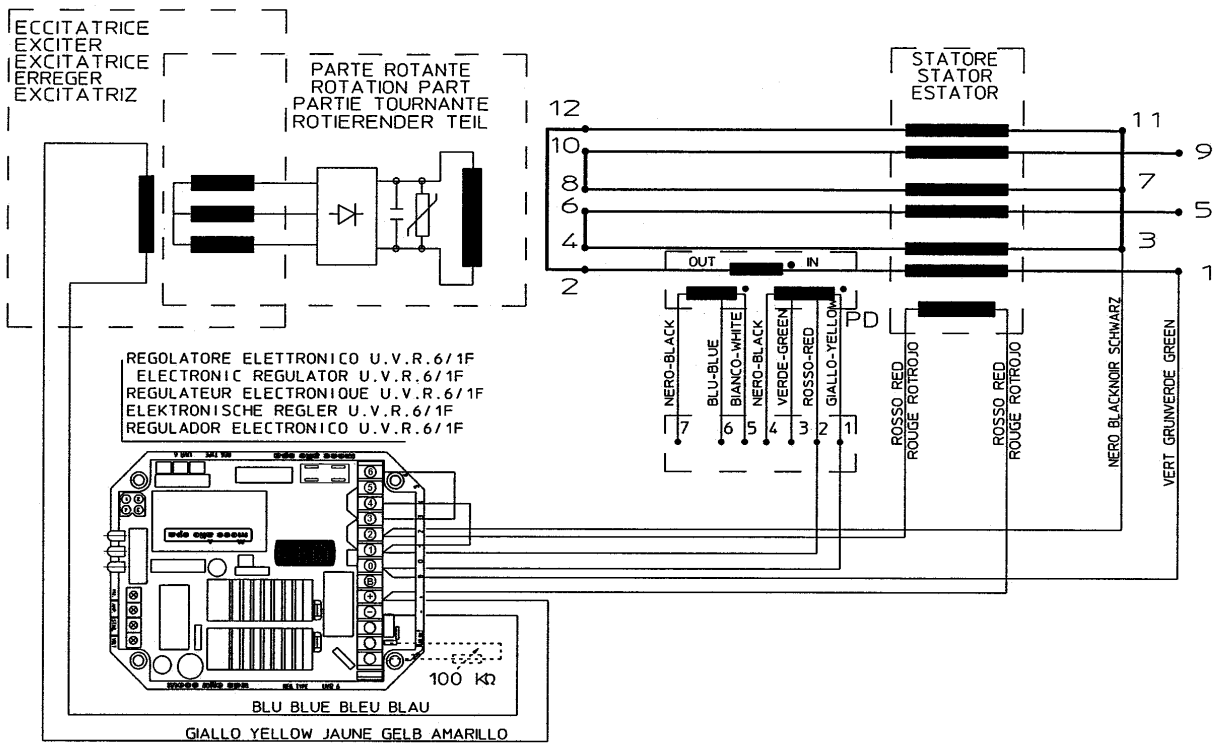 ECCITATRICE
EXCITER
EXCITATRICE
ERREGER
EXCITATRIZ
PARTE ROTANTE
ROTATION PART
PARTIE TOURNANTE
ROTIERENDER TEIL
STATORE
STATOR
ESTATOR
12
10
8
6
4
2
11
9
7
5
3
1
OUT
IN
PD
NERO-BLACK
BLU-BLUE
BIANCO-WHITE
NERO-BLACK
VERDE-GREEN
ROSSO-RED
GIALLO-YELLOW
7 6 5 4 3 2 1
ROSSO RED
ROUGE ROTROJO
ROSSO RED
ROUGE ROTROJO
NERO BLACKNOIR SCHWARZ
VERT GRUNVERDE GREEN
REGOLATORE ELETTRONICO U.V.R.6/1F
ELECTRONIC REGULATOR U.V.R.6/1F
REGULATEUR ELECTRONIQUE U.V.R.6/1F
ELEKTRONISCHE REGLER U.V.R.6/1F
REGULADOR ELECTRONICO U.V.R.6/1F
6
5
4
3
2
1
0
B
+
-
100 KΩ
BLU BLUE BLEU BLAU
GIALLO YELLOW JAUNE GELB AMARILLO